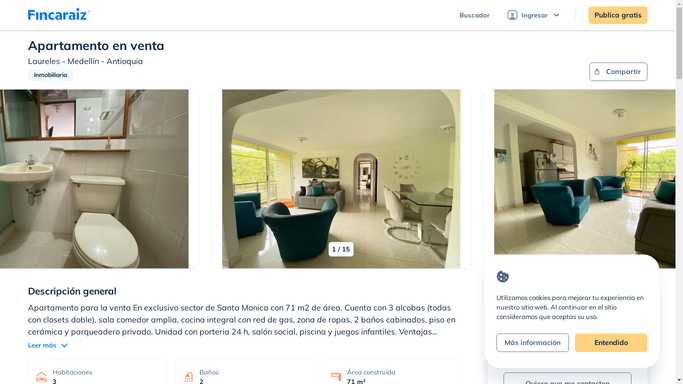 Fincaraiz
Buscador
Ingresar
Publica gratis
Apartamento en venta
Laureles - Medellín - Antioquia
Inmobiliaria
Compartir
1 / 15
Descripción general
Apartamento para la venta En exclusivo sector de Santa Monica con 71 m2 de área. Cuenta con 3 alcobas (todas
con closets doble), sala comedor amplia, cocina integral con red de gas, zona de ropas, 2 baños cabinados, piso en
cerámica y parqueadero privado. Unidad con porteria 24 h, salón social, piscina y juegos infantiles. Ventajas...
Leer más
Habitaciones
3
Baños
2
Área construida
71 m²
Utilizamos cookies para mejorar tu experiencia en
nuestro sitio web. Al continuar en el sitio
consideramos que aceptas su uso.
Más información
Entendido
Quiero que me contacten